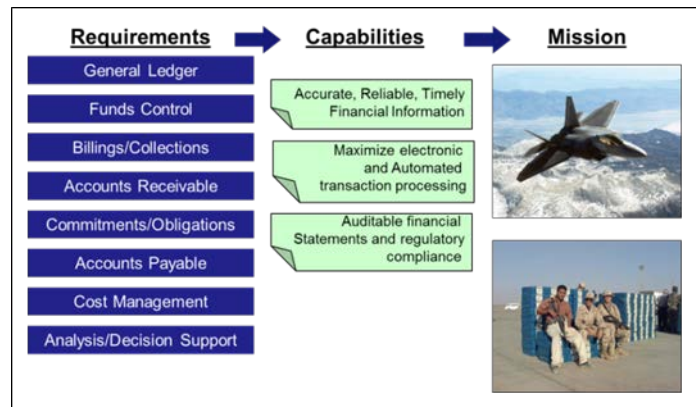 Requirements
Capabilities
Mission
General Ledger
Funds Control
Billings/Collections
Accounts Receivable
Commitments/Obligations
Accounts Payable
Cost Management
Analysis/Decision Support
Accurate, Reliable, Timely
Financial Information
Maximize electronic
and Automated
transaction processing
Auditable financial
Statements and regulatory
compliance